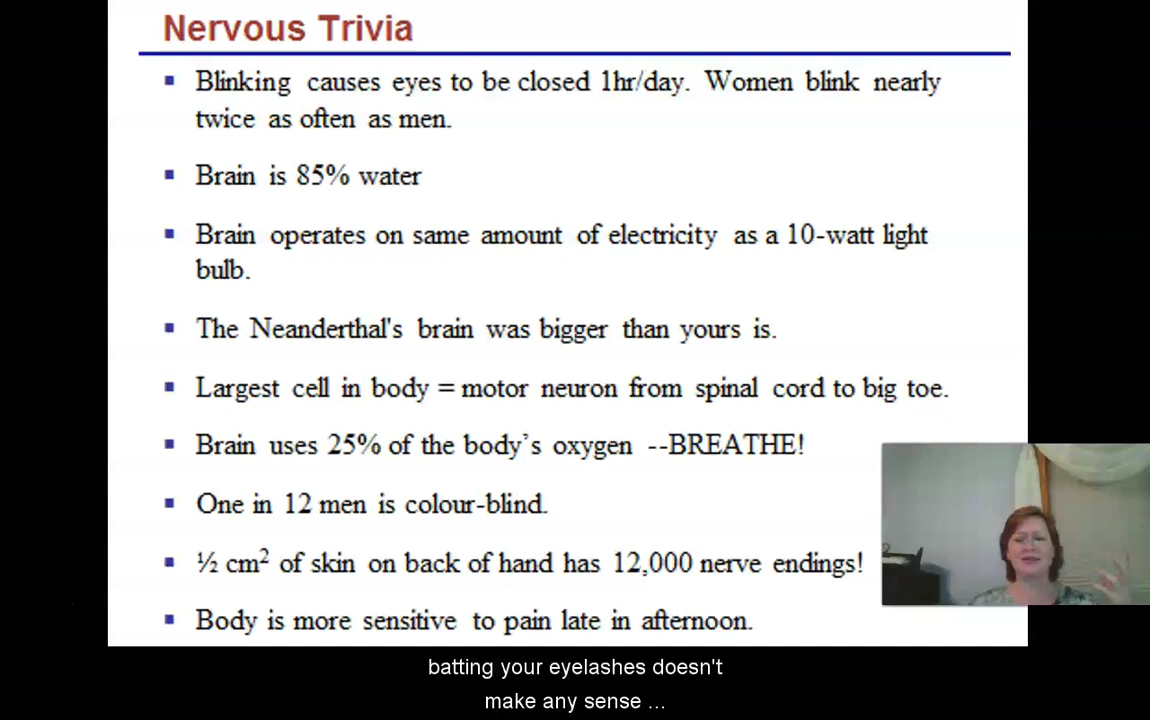 Nervous Trivia
▪ Blinking causes eyes to be closed 1hr/day. Women blink nearly
twice as often as men.
▪ Brain is 85% water
▪ Brain operates on same amount of electricity as a 10-watt light
bulb.
▪ The Neanderthal's brain was bigger than yours is.
▪ Largest cell in body = motor neuron from spinal cord to big toe.
▪ Brain uses 25% of the body's oxygen --BREATHE!
▪ One in 12 men is colour-blind.
▪ ½ cm² of skin on back of hand has 12,000 nerve endings!
▪ Body is more sensitive to pain late in afternoon.
batting your eyelashes doesn't
make any sense ...